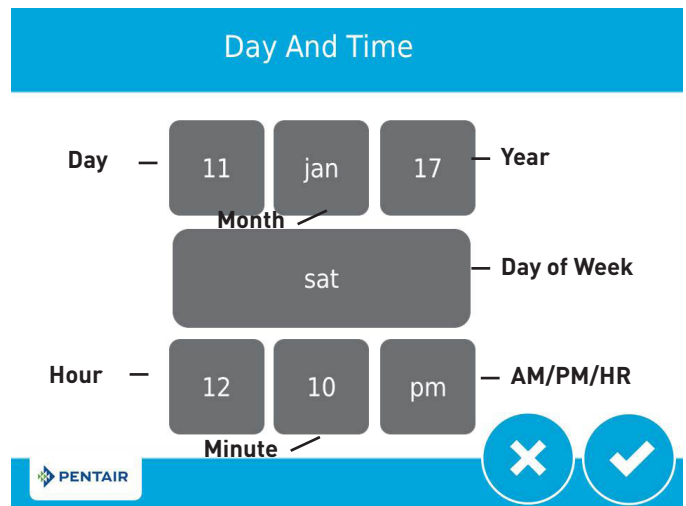 Day And Time
Day 11 jan 17 Year
Month
sat Day of Week
Hour 12 10 pm AM/PM/HR
Minute
PENTAIR